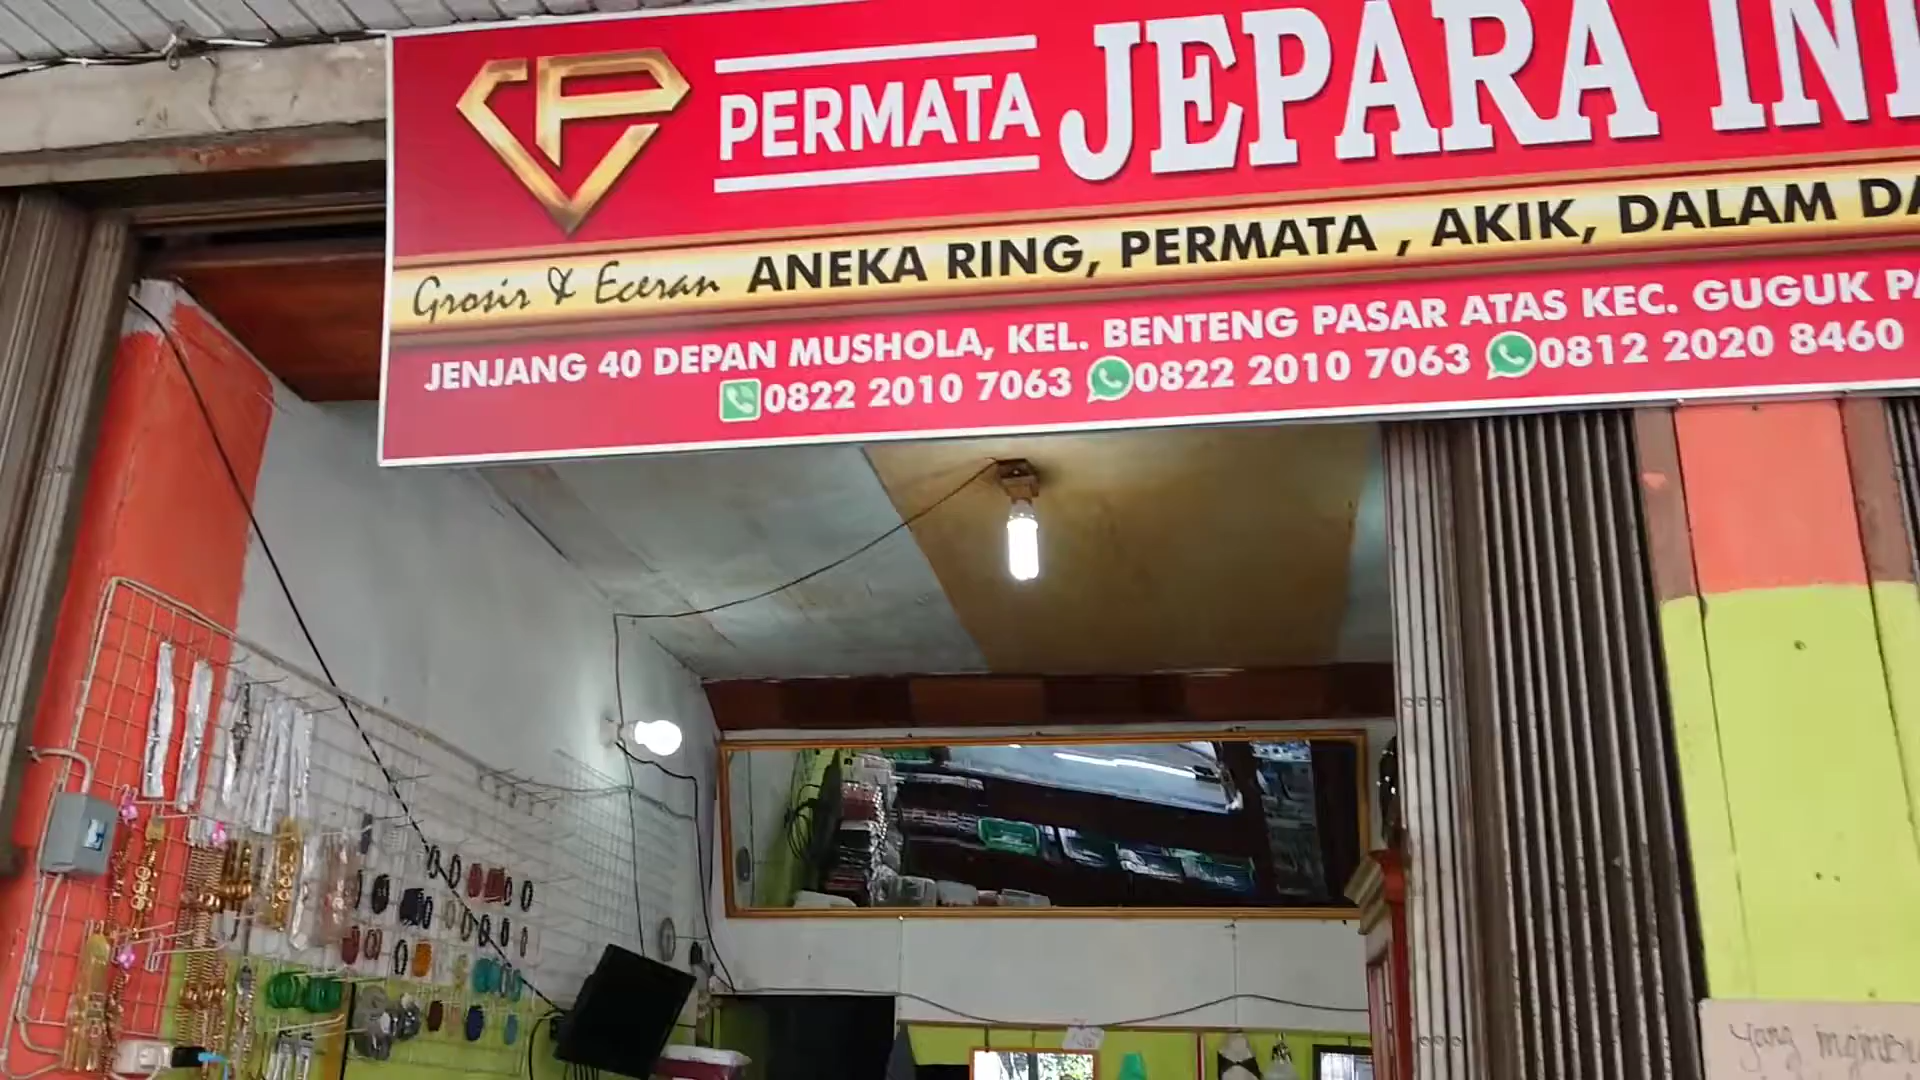 PERMATA JEPARA IN
Grosir & Eceran ANEKA RING, PERMATA , AKIK, DALAM DA
JENJANG 40 DEPAN MUSHOLA, KEL. BENTENG PASAR ATAS KEC. GUGUK PA
0822 2010 7063 0822 2010 7063 0812 2020 8460
yang